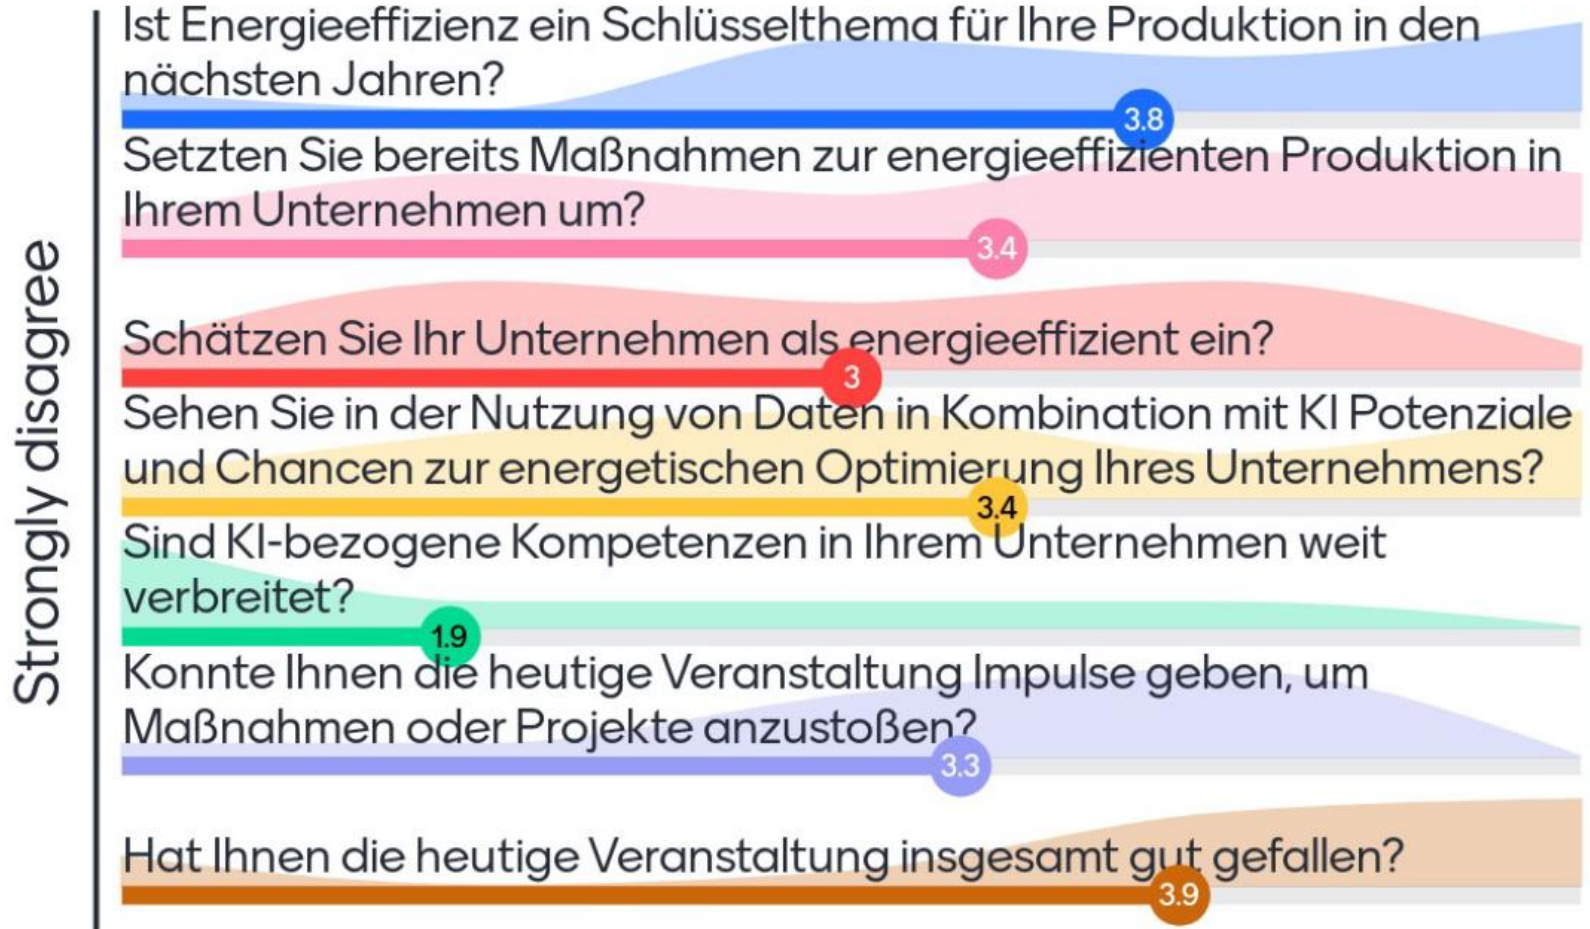 Strongly disagree
Ist Energieeffizienz ein Schlüsselthema für Ihre Produktion in den
nächsten Jahren?
3.8
Setzten Sie bereits Maßnahmen zur energieeffizienten Produktion in
Ihrem Unternehmen um?
3.4
Schätzen Sie Ihr Unternehmen als energieeffizient ein?
3
Sehen Sie in der Nutzung von Daten in Kombination mit KI Potenziale
und Chancen zur energetischen Optimierung Ihres Unternehmens?
3.4
Sind KI-bezogene Kompetenzen in Ihrem Unternehmen weit
verbreitet?
1.9
Konnte Ihnen die heutige Veranstaltung Impulse geben, um
Maßnahmen oder Projekte anzustoßen?
3.3
Hat Ihnen die heutige Veranstaltung insgesamt gut gefallen?
3.9